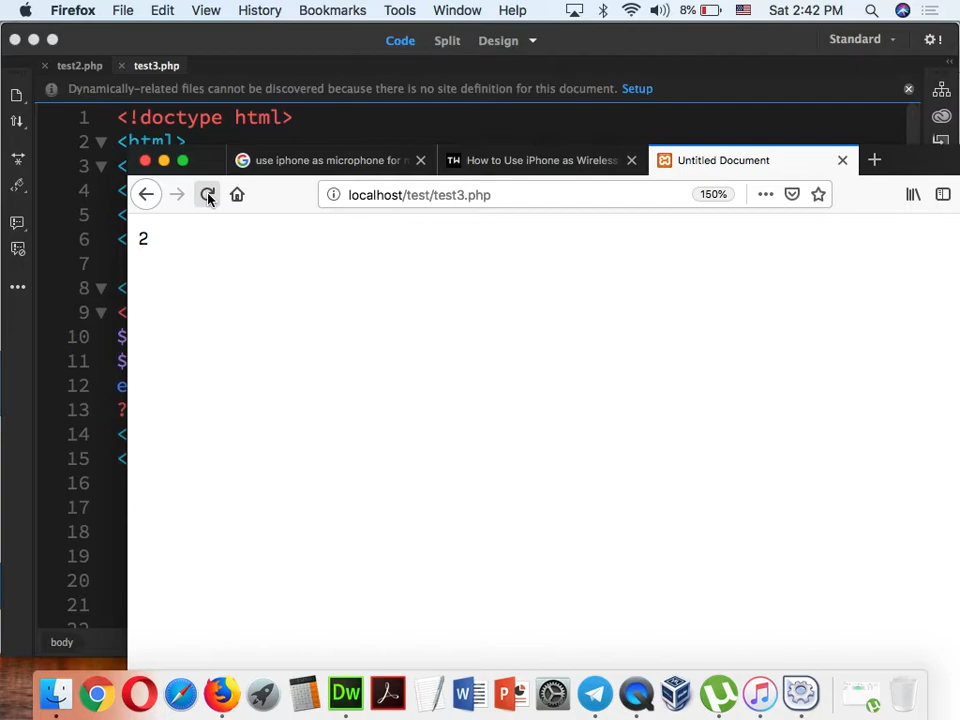 Firefox File Edit View History Bookmarks Tools Window Help 8% Sat 2:42 PM
Code Split Design Standard
test2.php test3.php
Dynamically-related files cannot be discovered because there is no site definition for this document. Setup
1 <!doctype html>
2 <html>
3 <
4 <
5 <
6 <
7
8 <
9 <
10 $
11 $
12 e
13 ?
14 <
15 <
16
17
18
19
20
21
22
use iphone as microphone for TW How to Use iPhone as Wireless Untitled Document
localhost/test/test3.php 150%
2
body
Dw W P